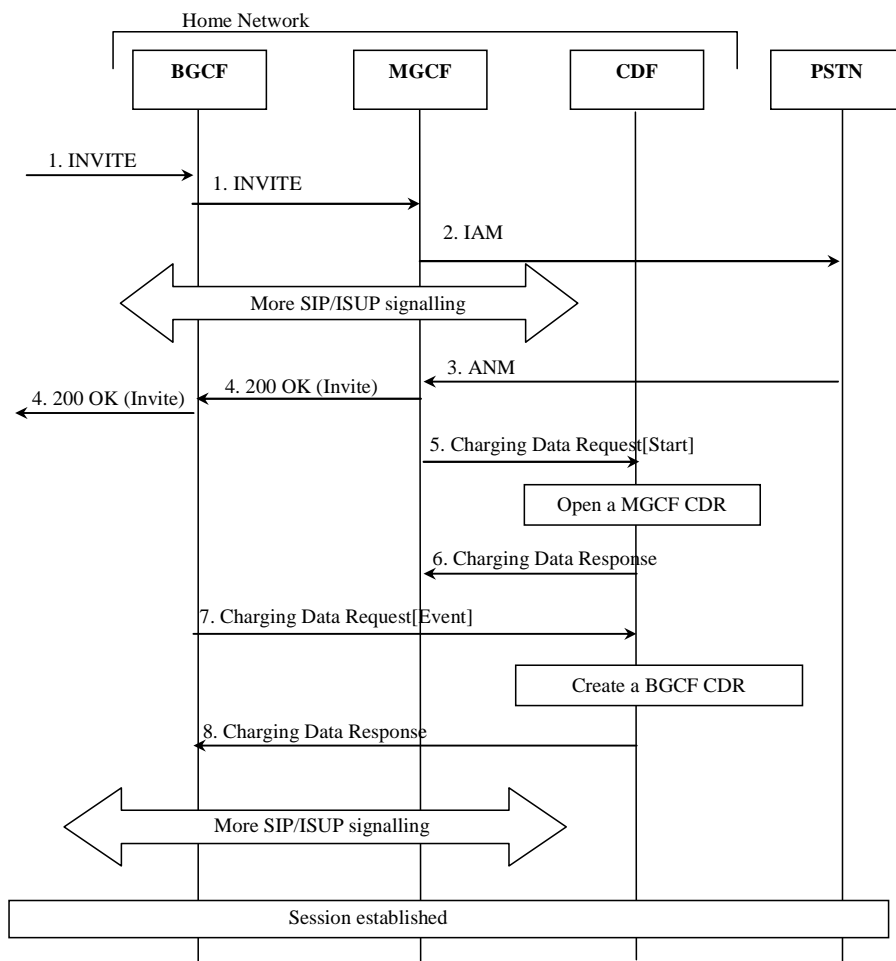 Home Network
BGCF
MGCF
CDF
PSTN
1. INVITE
1. INVITE
2. IAM
More SIP/ISUP signalling
3. ANM
4. 200 OK (Invite)
4. 200 OK (Invite)
5. Charging Data Request[Start]
Open a MGCF CDR
6. Charging Data Response
7. Charging Data Request[Event]
Create a BGCF CDR
8. Charging Data Response
More SIP/ISUP signalling
Session established